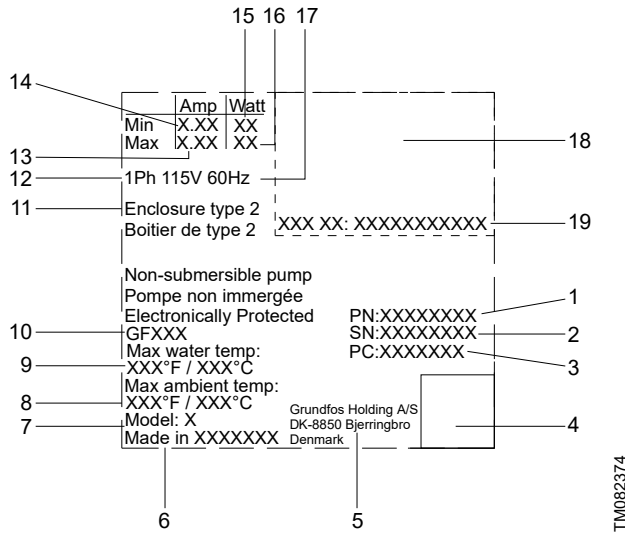 15 16 17
14
Amp Watt
Min X.XX XX
Max X.XX XX
18
13
12 1Ph 115V 60Hz
11 Enclosure type 2
Boitier de type 2
XXX XX: XXXXXXXXXXX 19
Non-submersible pump
Pompe non immergée
Electronically Protected
PN:XXXXXXXX 1
10 GFXXX
SN:XXXXXXXX 2
Max water temp:
PC:XXXXXXX 3
9 XXX°F / XXX°C
Max ambient temp:
8 XXX°F / XXX°C
7 Model: X
Made in XXXXXXX
Grundfos Holding A/S
DK-8850 Bjerringbro
Denmark
4
6 5
TM082374